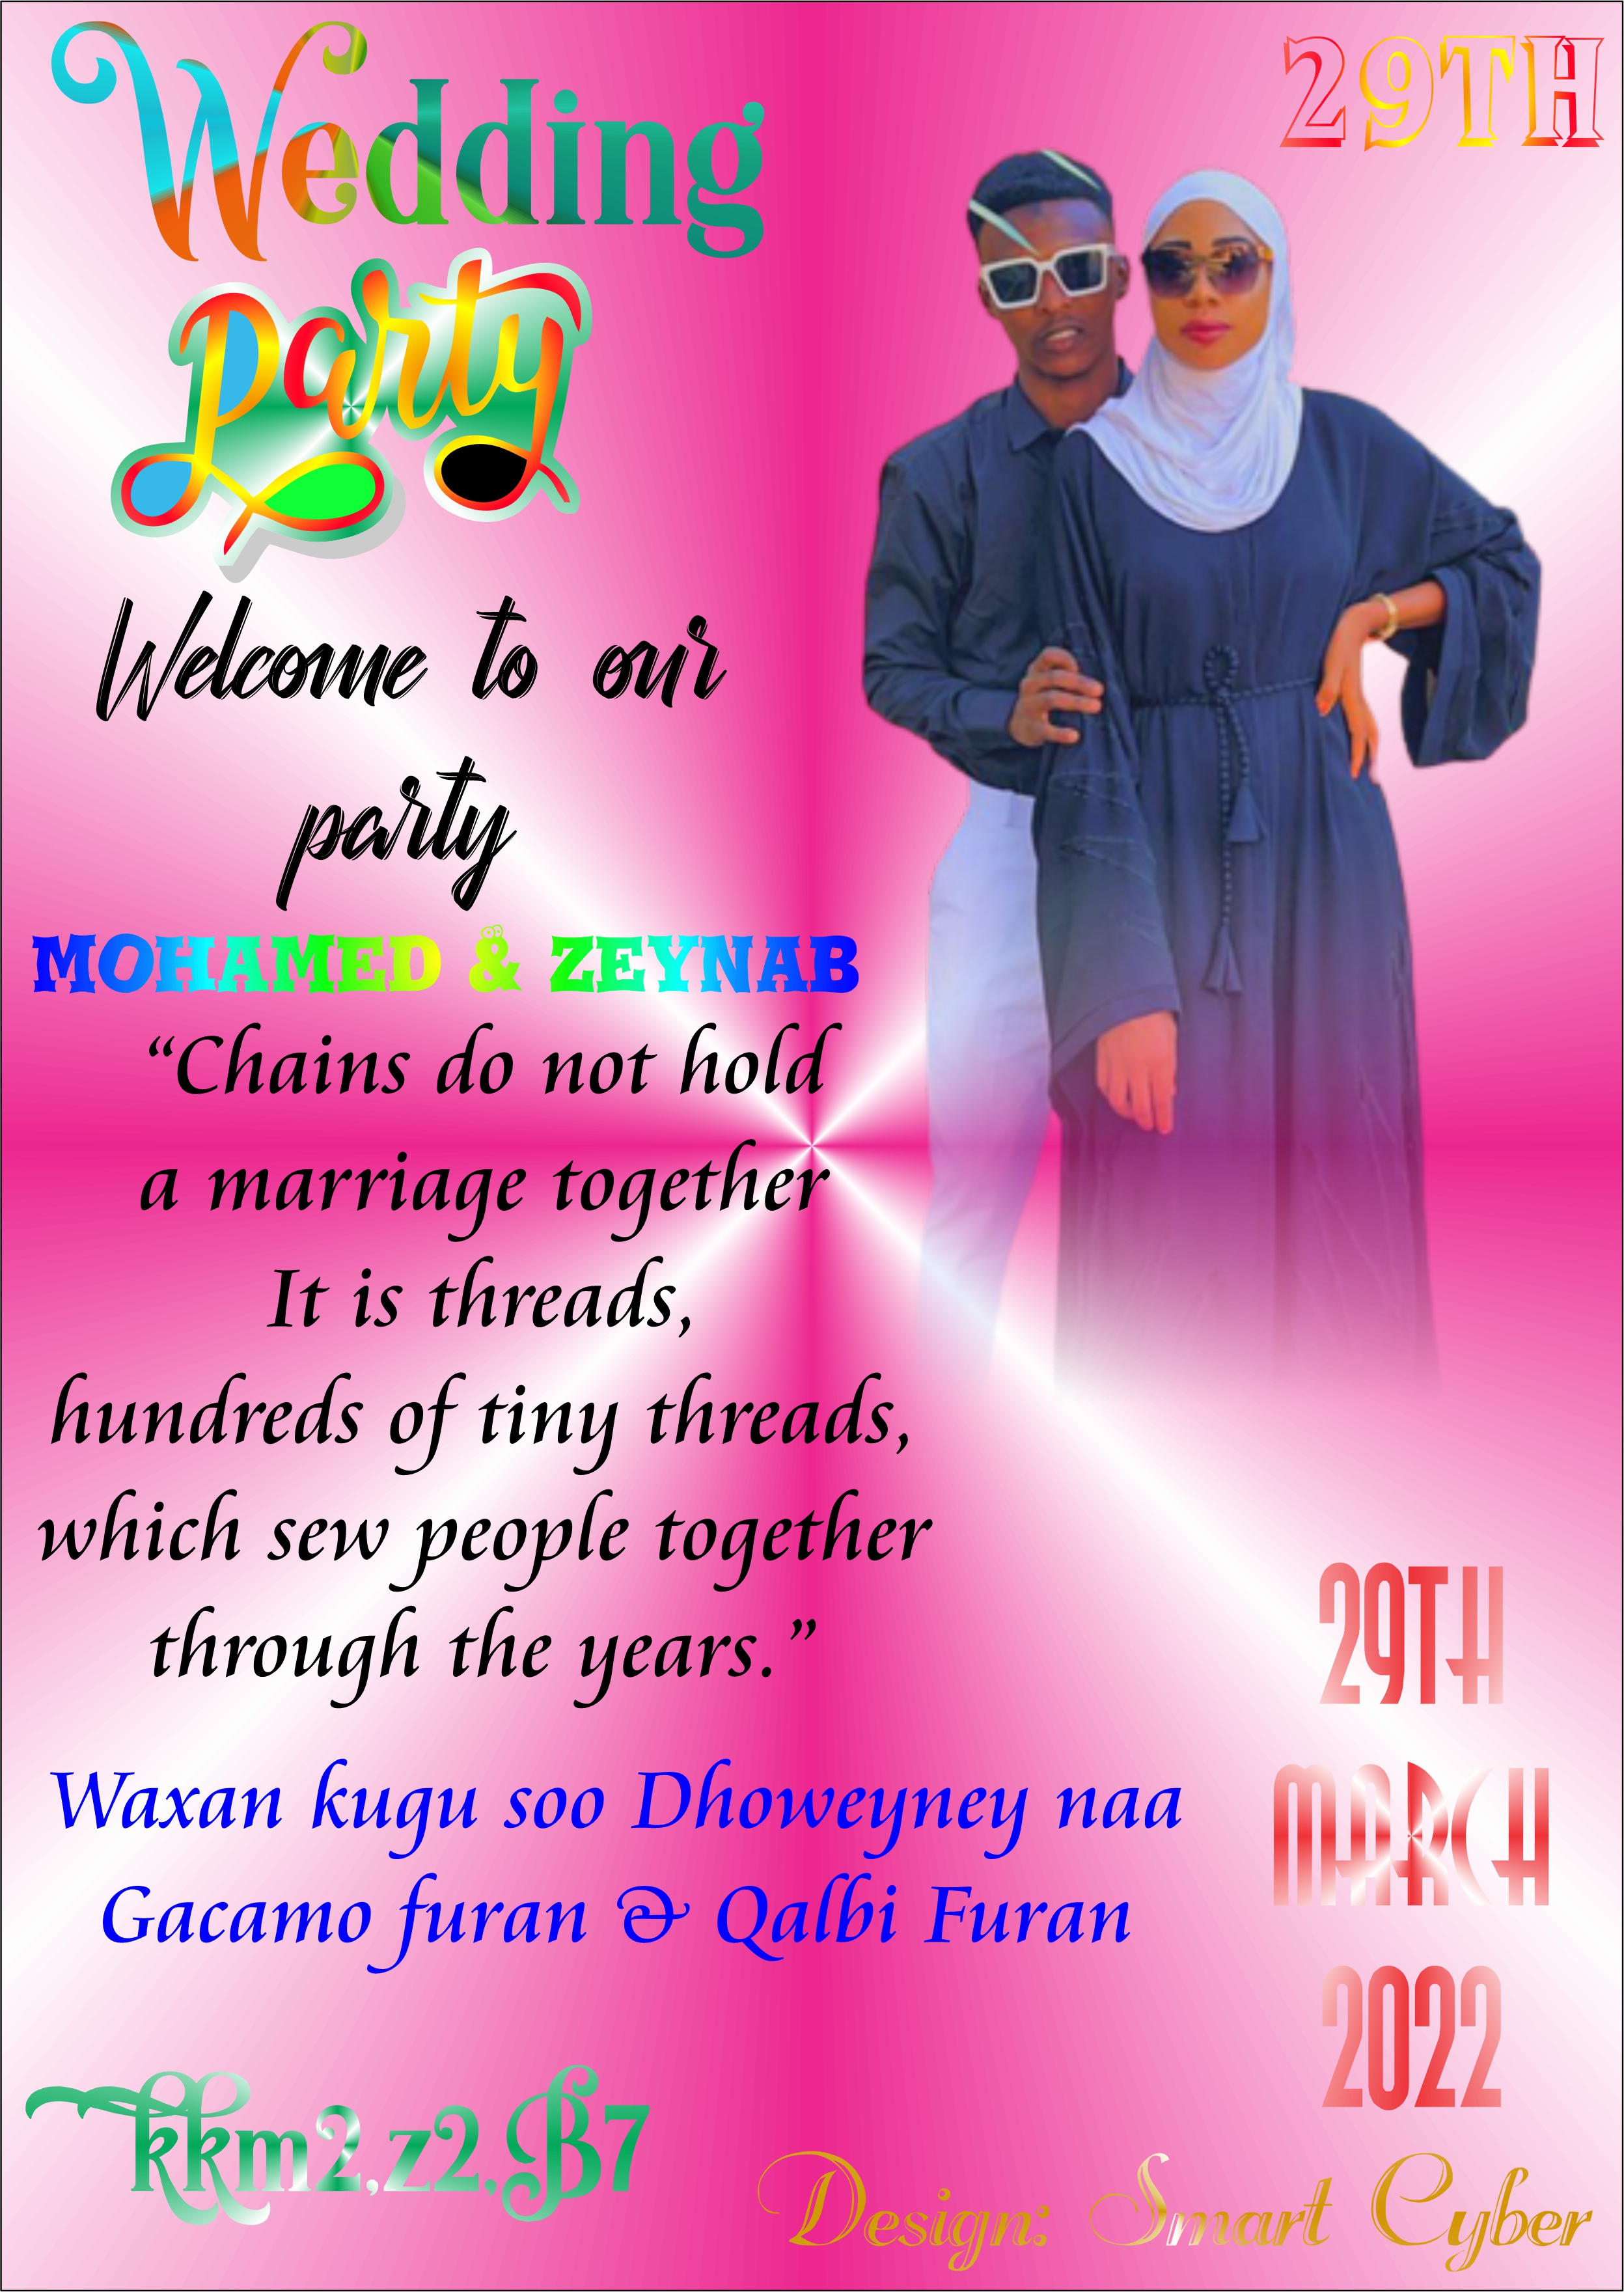 Wedding
29TH
Party
Welcome to our
party
MOHAMED & ZEYNAB
“Chains do not hold
a marriage together
It is threads,
hundreds of tiny threads,
which sew people together
through the years.”
29TH
MARCH
2022
Waxan kugu soo Dhoweyney naa
Gacamo furan & Qalbi Furan
kkm2,z2,B7
Design: Smart Cyber